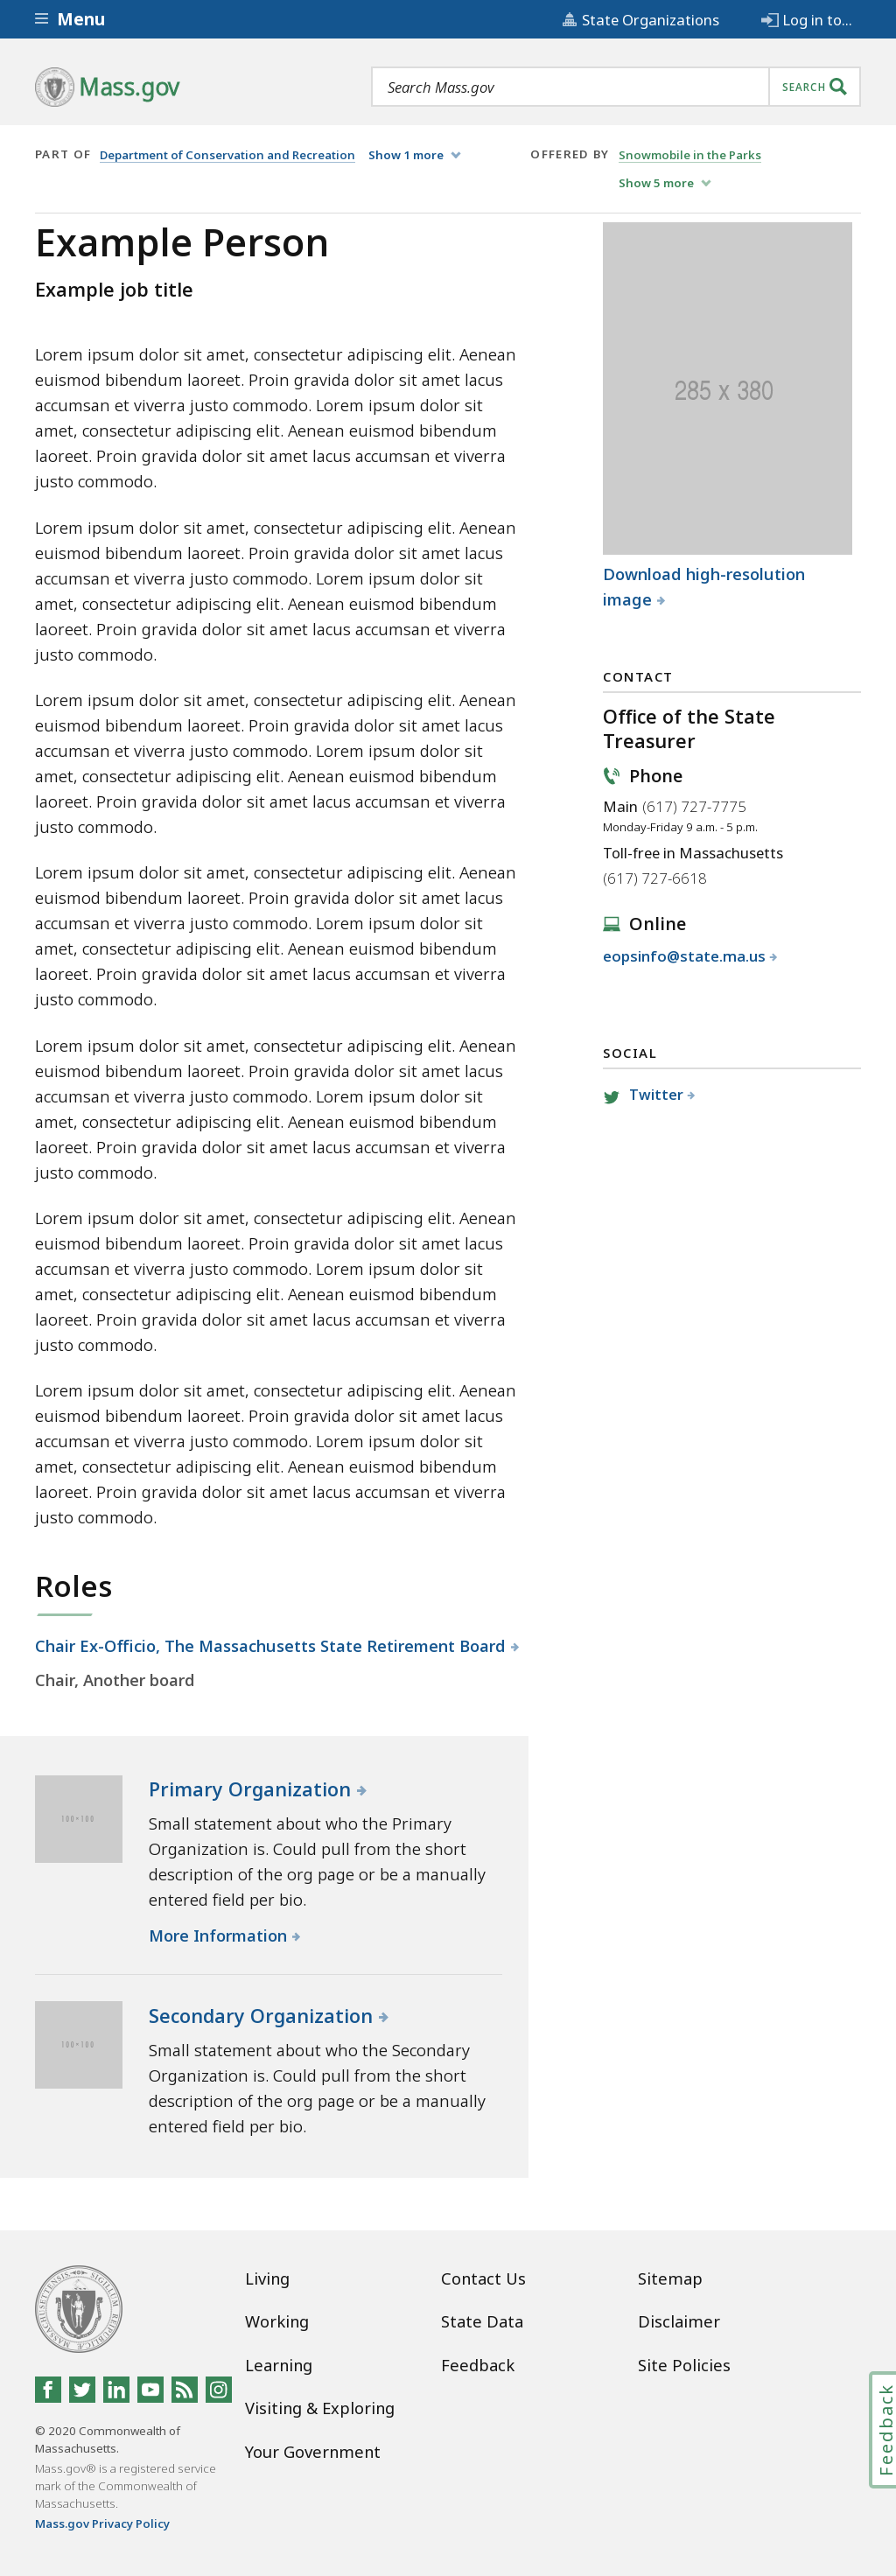 Menu
State Organizations
Log in to...
Mass.gov
Search Mass.gov
SEARCH
PART OF Department of Conservation and Recreation Show 1 more
OFFERED BY Snowmobile in the Parks
Show 5 more
Example Person
Example job title
Lorem ipsum dolor sit amet, consectetur adipiscing elit. Aenean
euismod bibendum laoreet. Proin gravida dolor sit amet lacus
accumsan et viverra justo commodo. Lorem ipsum dolor sit
amet, consectetur adipiscing elit. Aenean euismod bibendum
laoreet. Proin gravida dolor sit amet lacus accumsan et viverra
justo commodo.
Lorem ipsum dolor sit amet, consectetur adipiscing elit. Aenean
euismod bibendum laoreet. Proin gravida dolor sit amet lacus
accumsan et viverra justo commodo. Lorem ipsum dolor sit
amet, consectetur adipiscing elit. Aenean euismod bibendum
laoreet. Proin gravida dolor sit amet lacus accumsan et viverra
justo commodo.
Lorem ipsum dolor sit amet, consectetur adipiscing elit. Aenean
euismod bibendum laoreet. Proin gravida dolor sit amet lacus
accumsan et viverra justo commodo. Lorem ipsum dolor sit
amet, consectetur adipiscing elit. Aenean euismod bibendum
laoreet. Proin gravida dolor sit amet lacus accumsan et viverra
justo commodo.
Lorem ipsum dolor sit amet, consectetur adipiscing elit. Aenean
euismod bibendum laoreet. Proin gravida dolor sit amet lacus
accumsan et viverra justo commodo. Lorem ipsum dolor sit
amet, consectetur adipiscing elit. Aenean euismod bibendum
laoreet. Proin gravida dolor sit amet lacus accumsan et viverra
justo commodo.
Lorem ipsum dolor sit amet, consectetur adipiscing elit. Aenean
euismod bibendum laoreet. Proin gravida dolor sit amet lacus
accumsan et viverra justo commodo. Lorem ipsum dolor sit
amet, consectetur adipiscing elit. Aenean euismod bibendum
laoreet. Proin gravida dolor sit amet lacus accumsan et viverra
justo commodo.
Lorem ipsum dolor sit amet, consectetur adipiscing elit. Aenean
euismod bibendum laoreet. Proin gravida dolor sit amet lacus
accumsan et viverra justo commodo. Lorem ipsum dolor sit
amet, consectetur adipiscing elit. Aenean euismod bibendum
laoreet. Proin gravida dolor sit amet lacus accumsan et viverra
justo commodo.
Lorem ipsum dolor sit amet, consectetur adipiscing elit. Aenean
euismod bibendum laoreet. Proin gravida dolor sit amet lacus
accumsan et viverra justo commodo. Lorem ipsum dolor sit
amet, consectetur adipiscing elit. Aenean euismod bibendum
laoreet. Proin gravida dolor sit amet lacus accumsan et viverra
justo commodo.
285 x 380
Download high-resolution
image
CONTACT
Office of the State
Treasurer
Phone
Main (617) 727-7775
Monday-Friday 9 a.m. - 5 p.m.
Toll-free in Massachusetts
(617) 727-6618
Online
eopsinfo@state.ma.us
SOCIAL
Twitter
Roles
Chair Ex-Officio, The Massachusetts State Retirement Board
Chair, Another board
100×100
Primary Organization
Small statement about who the Primary
Organization is. Could pull from the short
description of the org page or be a manually
entered field per bio.
More Information
100×100
Secondary Organization
Small statement about who the Secondary
Organization is. Could pull from the short
description of the org page or be a manually
entered field per bio.
© 2020 Commonwealth of
Massachusetts.
Mass.gov® is a registered service
mark of the Commonwealth of
Massachusetts.
Mass.gov Privacy Policy
Living
Working
Learning
Visiting & Exploring
Your Government
Contact Us
State Data
Feedback
Sitemap
Disclaimer
Site Policies
Feedback